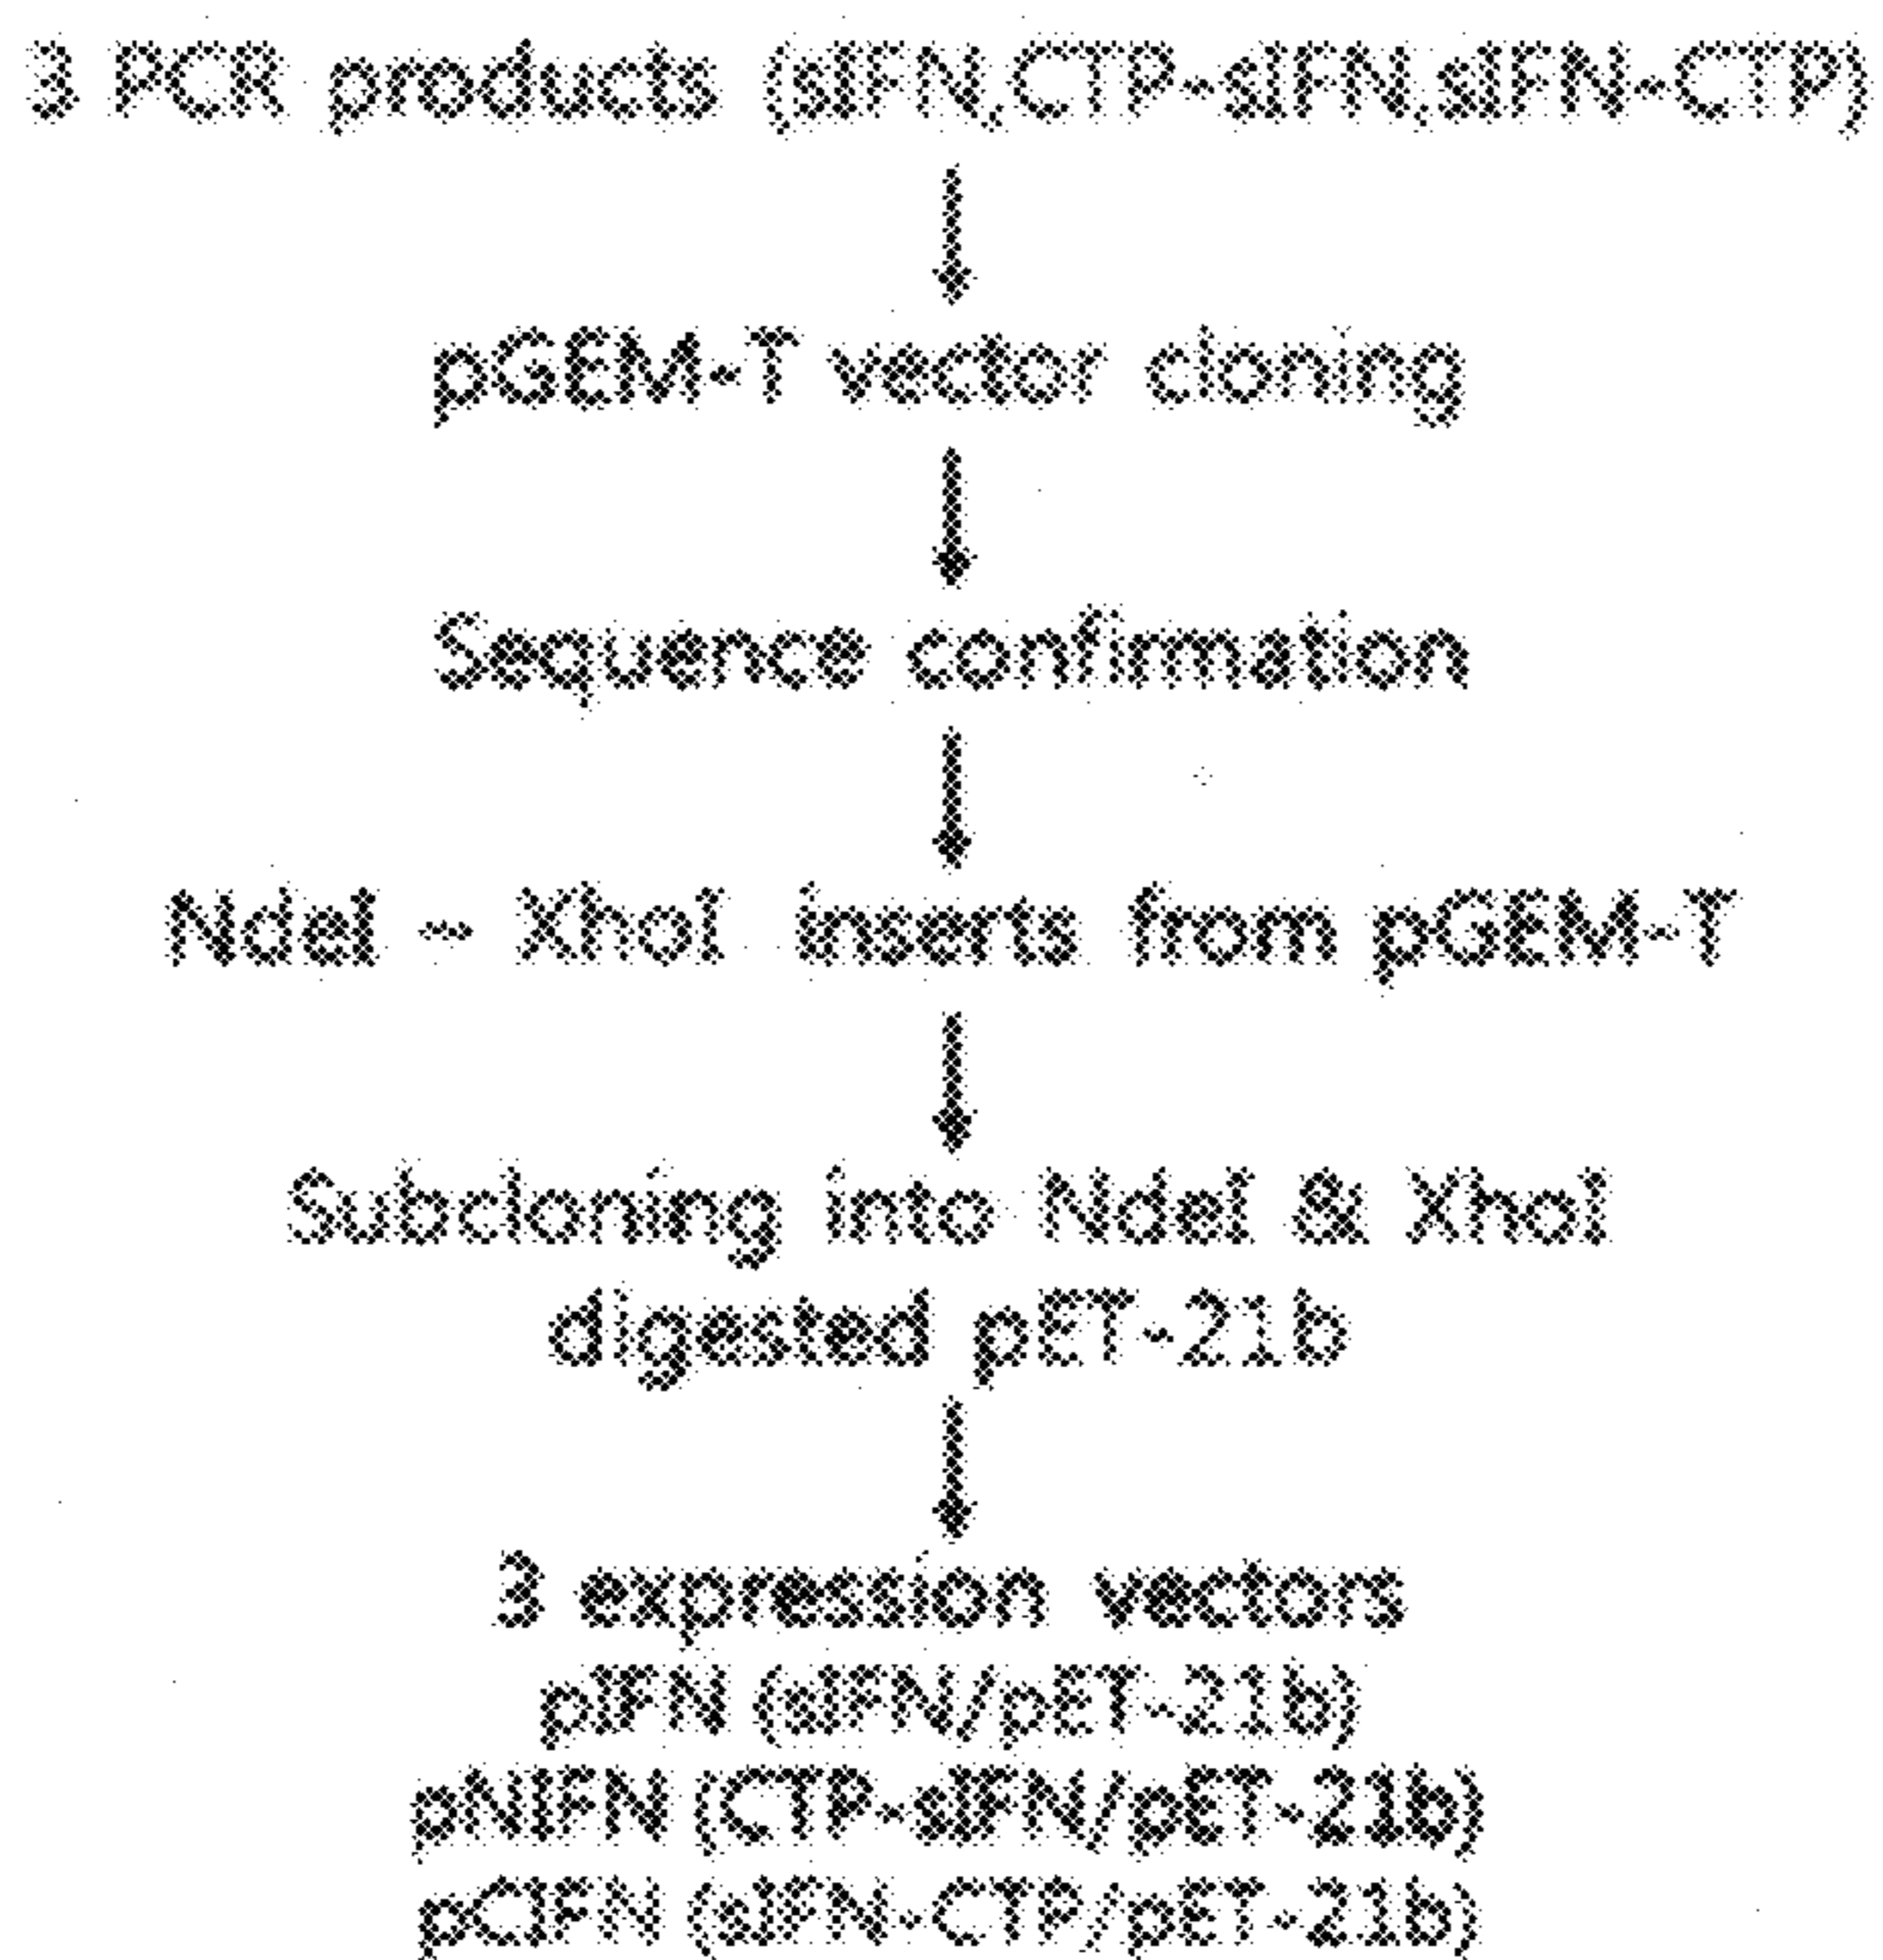 3 PCR products (sIFN,CTP-sIFN,sIFN-CTP)
pGEM-T vector cloning
Sequence confirmation
NdeI - XhoI inserts from pGEM-T
Subcloning into NdeI & XhoI
digested pET-21b
3 expression vectors
pIFN (sIFN/pET-21b)
pNIFN (CTP-sIFN/pET-21b)
pCIFN (sIFN-CTP/pET-21b)